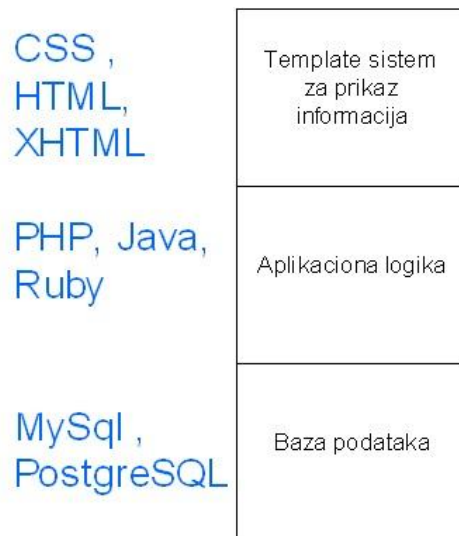 CSS ,
HTML,
XHTML
Template sistem
za prikaz
informacija
PHP, Java,
Ruby
Aplikaciona logika
MySql ,
PostgreSQL
Baza podataka